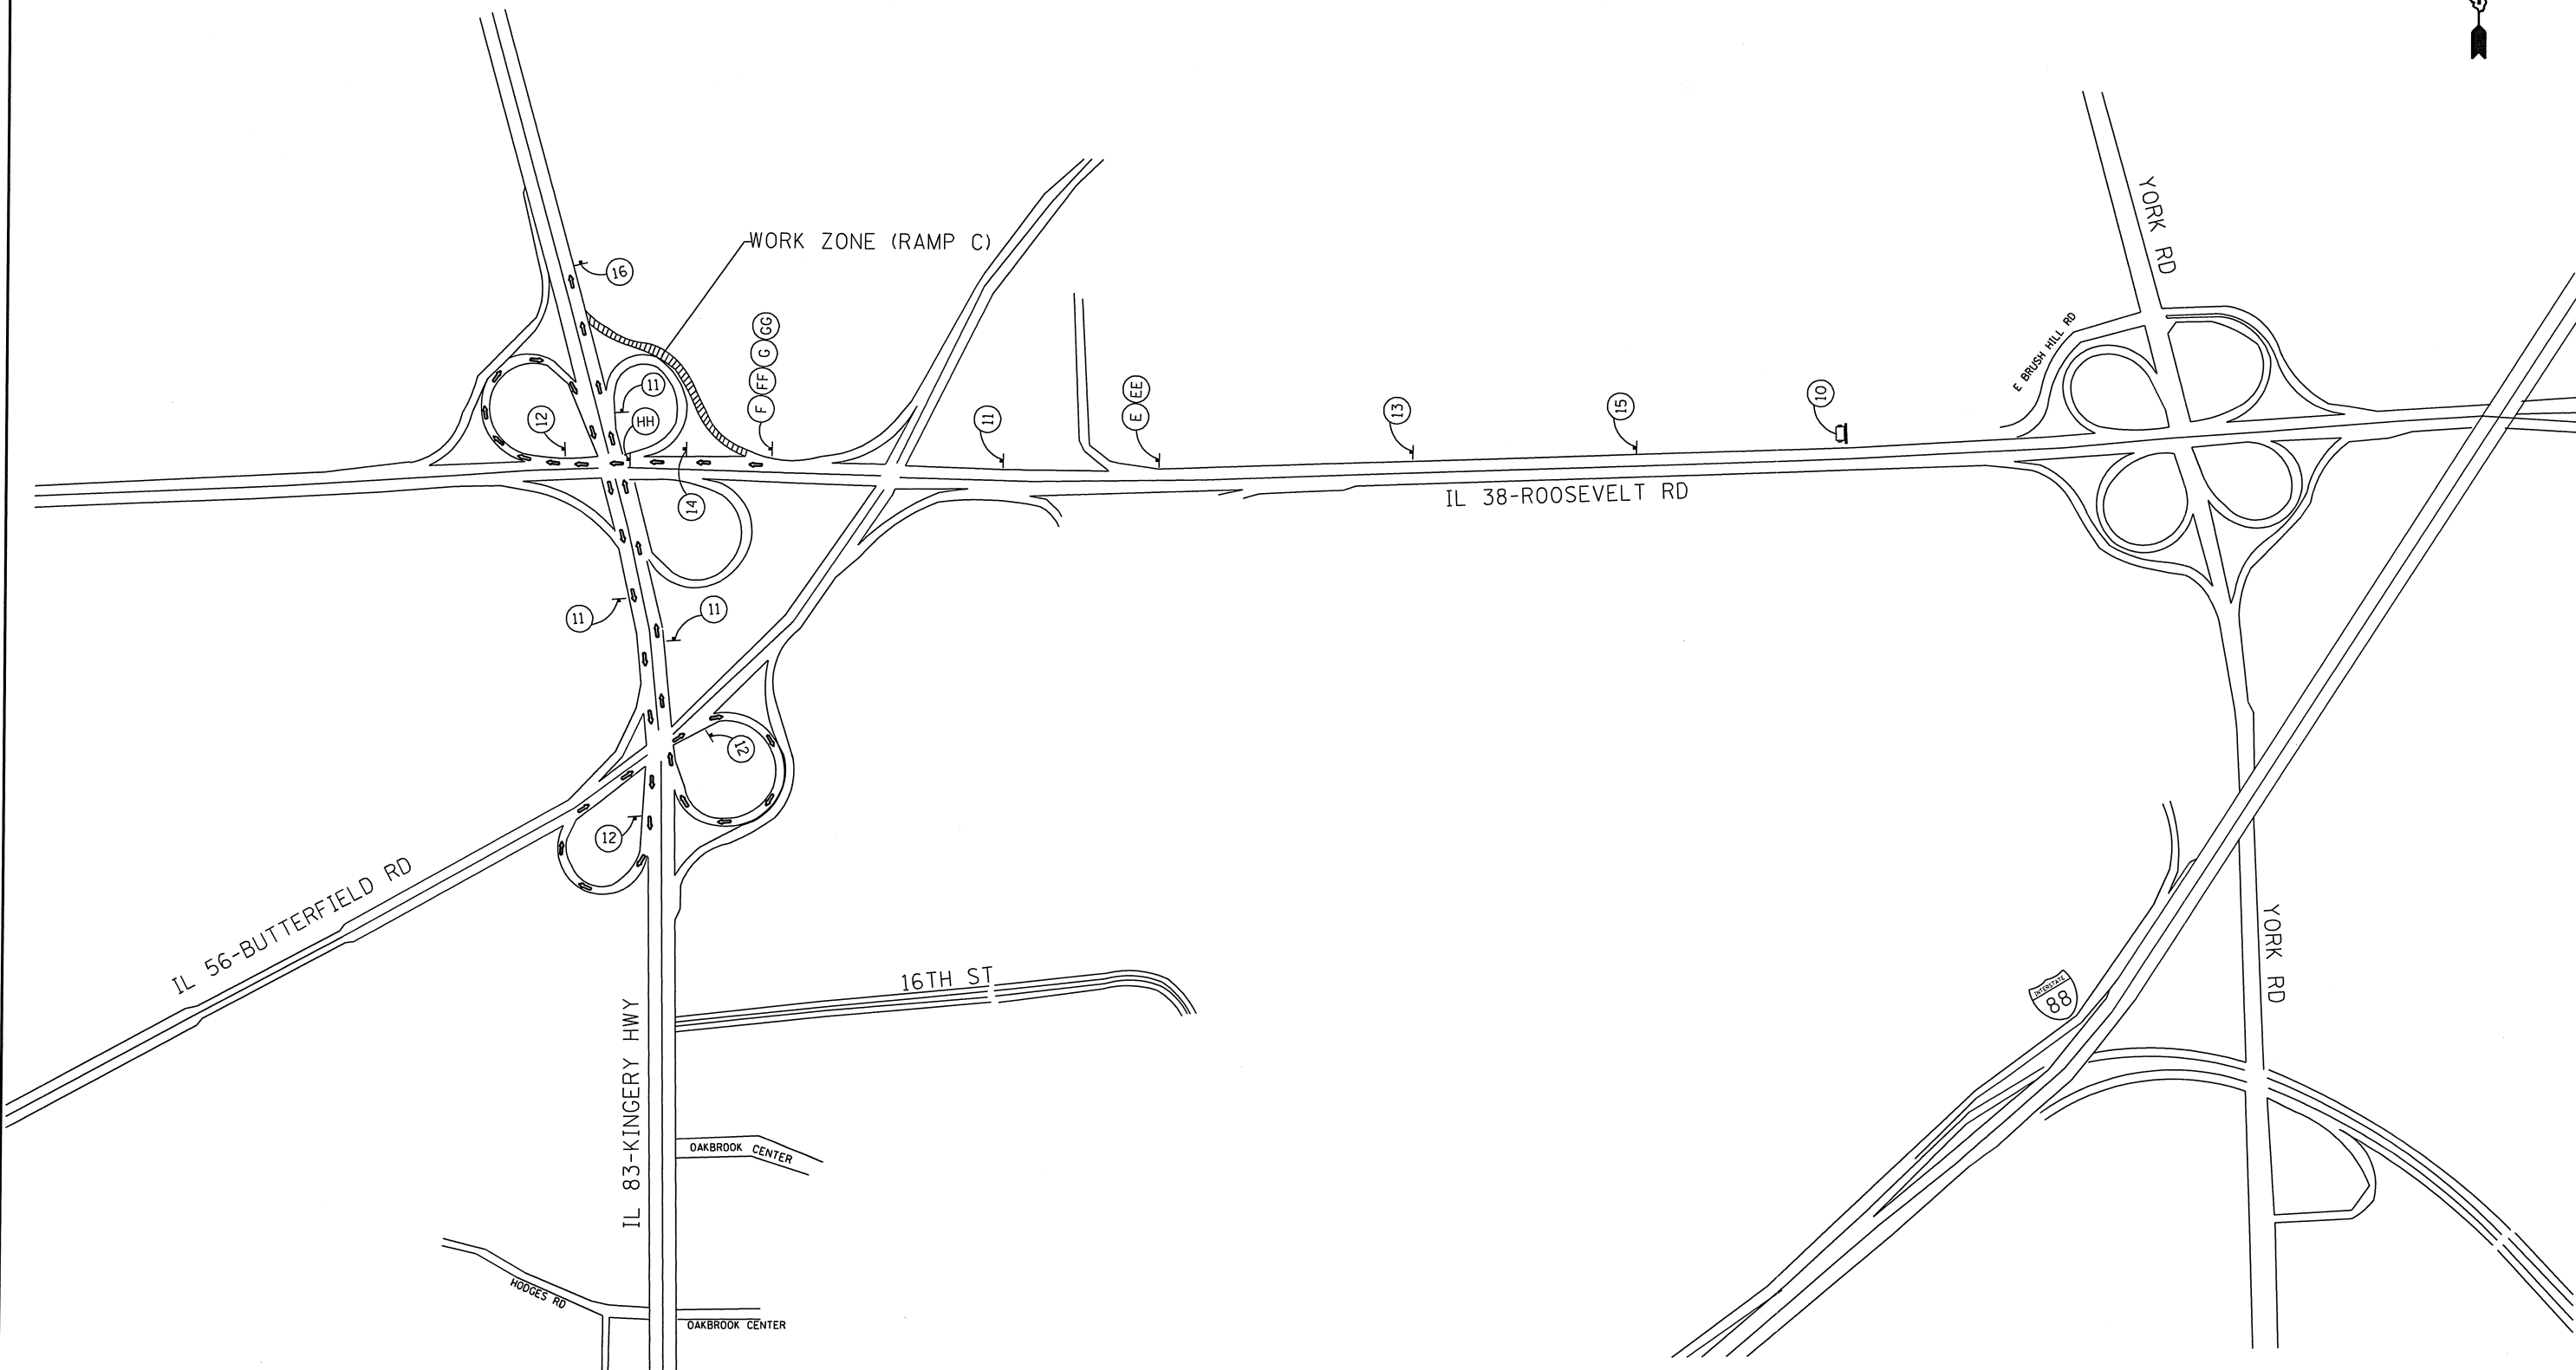 YORK RD
WORK ZONE (RAMP C)
16
E BRUSH HILL RD
GG
G
FF
F
11
HH
12
11
E
EE
13
15
10
14
IL 38-ROOSEVELT RD
11
11
12
12
IL 56-BUTTERFIELD RD
16TH ST
IL 83-KINGERY HWY
YORK RD
INTERSTATE
88
OAKBROOK CENTER
HODGES RD
OAKBROOK CENTER